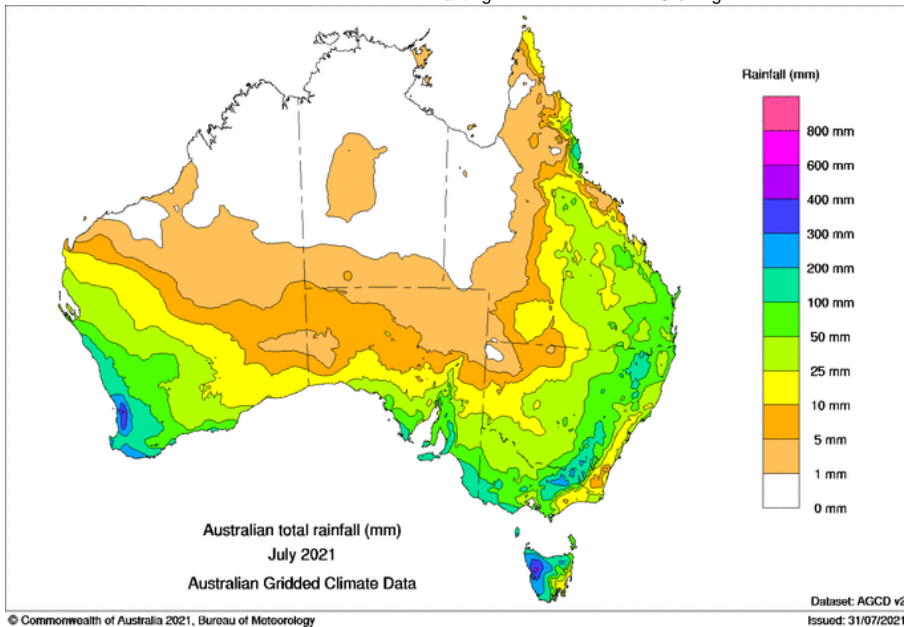 Rainfall (mm)
800 mm
600 mm
400 mm
300 mm
200 mm
100 mm
50 mm
25 mm
10 mm
5 mm
1 mm
0 mm
Australian total rainfall (mm)
July 2021
Australian Gridded Climate Data
Dataset: AGCD v2
© Commonwealth of Australia 2021, Bureau of Meteorology
Issued: 31/07/2021